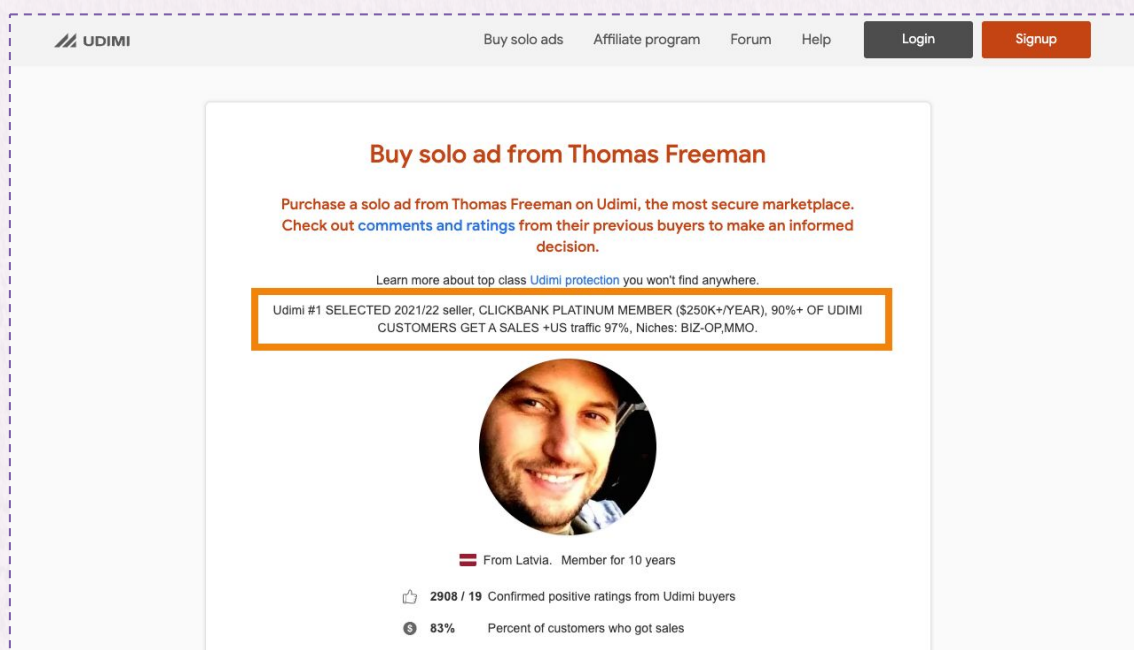 UDIMI
Buy solo ads
Affiliate program
Forum
Help
Login
Signup
Buy solo ad from Thomas Freeman
Purchase a solo ad from Thomas Freeman on Udimi, the most secure marketplace.
Check out comments and ratings from their previous buyers to make an informed
decision.
Learn more about top class Udimi protection you won't find anywhere.
Udimi #1 SELECTED 2021/22 seller, CLICKBANK PLATINUM MEMBER ($250K+/YEAR), 90%+ OF UDIMI
CUSTOMERS GET A SALES +US traffic 97%, Niches: BIZ-OP,MMO.
From Latvia. Member for 10 years
2908 / 19 Confirmed positive ratings from Udimi buyers
83% Percent of customers who got sales